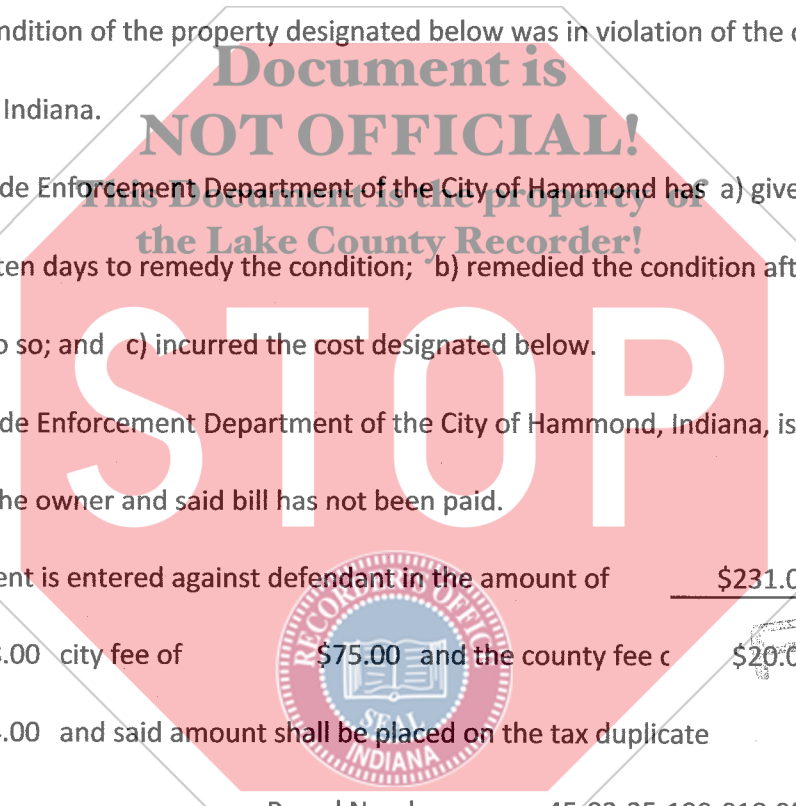 ndition of the property designated below was in violation of the
Document is
Indiana.
NOT OFFICIAL!
de Enforcement Department of the City of Hammond has a) give
This Document is the property of
the Lake County Recorder!
ten days to remedy the condition; b) remedied the condition aft
o so; and c) incurred the cost designated below.
STOP
de Enforcement Department of the City of Hammond, Indiana, is
he owner and said bill has not been paid.
ent is entered against defendant in the amount of $231.0
.00 city fee of $75.00 and the county fee $20.0
.00 and said amount shall be placed on the tax duplicate
RECORDER'S OFFICE
SEAL
INDIANA